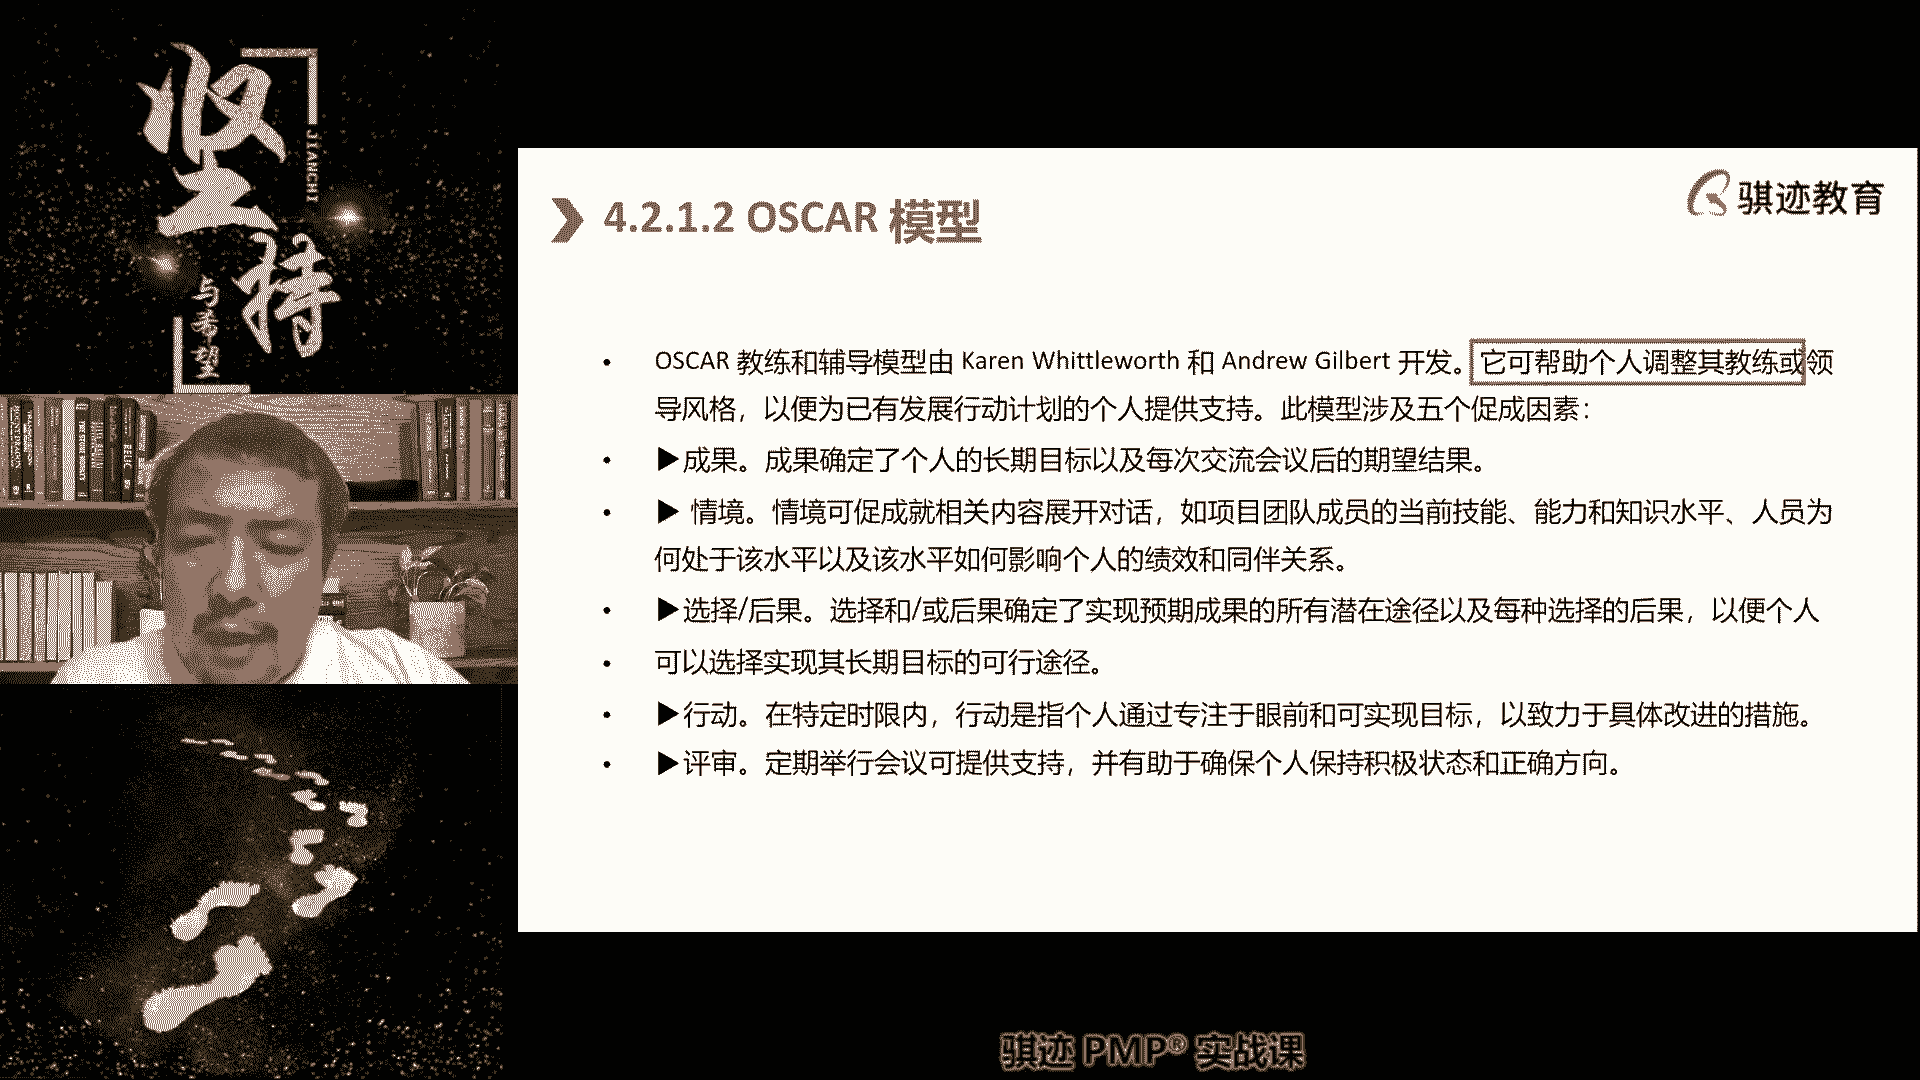 坚持
JIANCHI
与希望
骐迹教育
4.2.1.2 OSCAR 模型
• OSCAR 教练和辅导模型由 Karen Whittleworth 和 Andrew Gilbert 开发。它可帮助个人调整其教练或领
导风格，以便为已有发展行动计划的个人提供支持。此模型涉及五个促成因素：
• ▶成果。成果确定了个人的长期目标以及每次交流会议后的期望结果。
• ▶ 情境。情境可促成就相关内容展开对话，如项目团队成员的当前技能、能力和知识水平、人员为
何处于该水平以及该水平如何影响个人的绩效和同伴关系。
• ▶选择/后果。选择和/或后果确定了实现预期成果的所有潜在途径以及每种选择的后果，以便个人
• 可以选择实现其长期目标的可行途径。
• ▶行动。在特定时限内，行动是指个人通过专注于眼前和可实现目标，以致力于具体改进的措施。
• ▶评审。定期举行会议可提供支持，并有助于确保个人保持积极状态和正确方向。
骐迹 PMP® 实战课